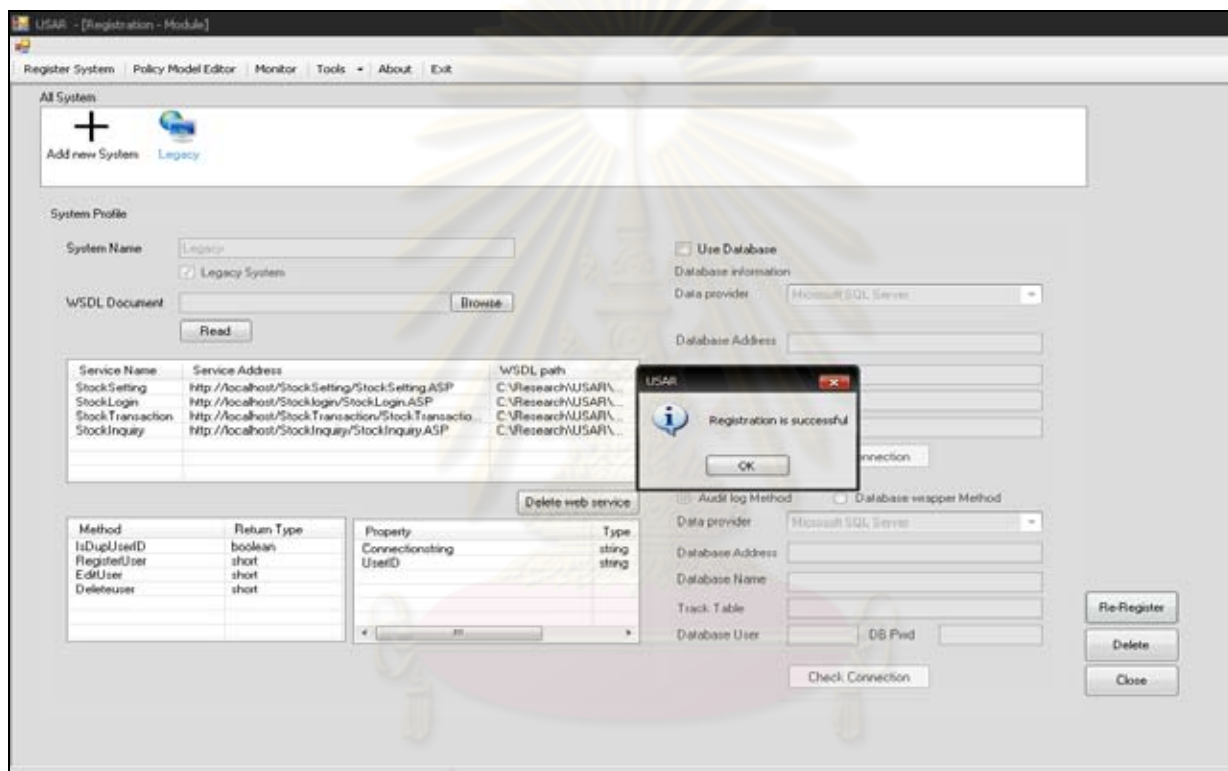 USAR - [Registration - Module]
Register System Policy Model Editor Monitor Tools About Exit
All System
Add new System Legacy
System Profile
System Name Legacy
Legacy System
WSDL Document Browse
Read
Use Database
Database information
Data provider Microsoft SQL Server
Database Address
Service Name Service Address WSDL path
StockSetting http://localhost/StockSetting/StockSetting.ASP C:\Research\USAR\...
StockLogin http://localhost/Stocklogin/StockLogin.ASP C:\Research\USAR\...
StockTransaction http://localhost/StockTransaction/StockTransactio... C:\Research\USAR\...
StockInquiry http://localhost/StockInquiry/StockInquiry.ASP C:\Research\USAR\...
USAR
Registration is successful
OK
onnection
Delete web service
Audit log Method Database wrapper Method
Data provider Microsoft SQL Server
Database Address
Database Name
Track Table
Database User DB Pwd
Check Connection
Method Return Type
IsDupUserID boolean
RegisterUser short
EditUser short
Deleteuser short
Property Type
Connectionstring string
UserID string
Re-Register
Delete
Close